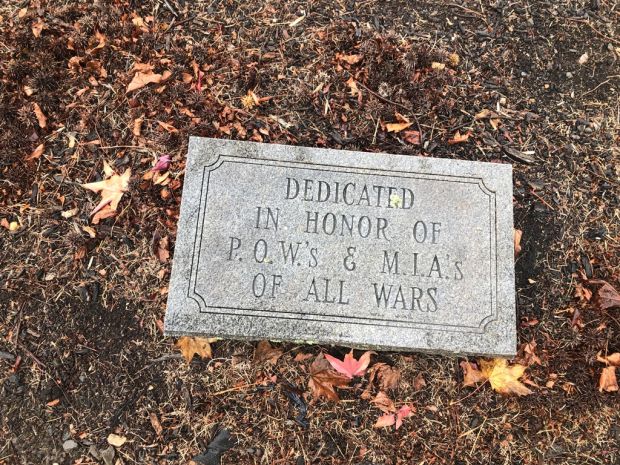 DEDICATED
IN HONOR OF
P.O.W.'s & M.I.A.'s
OF ALL WARS